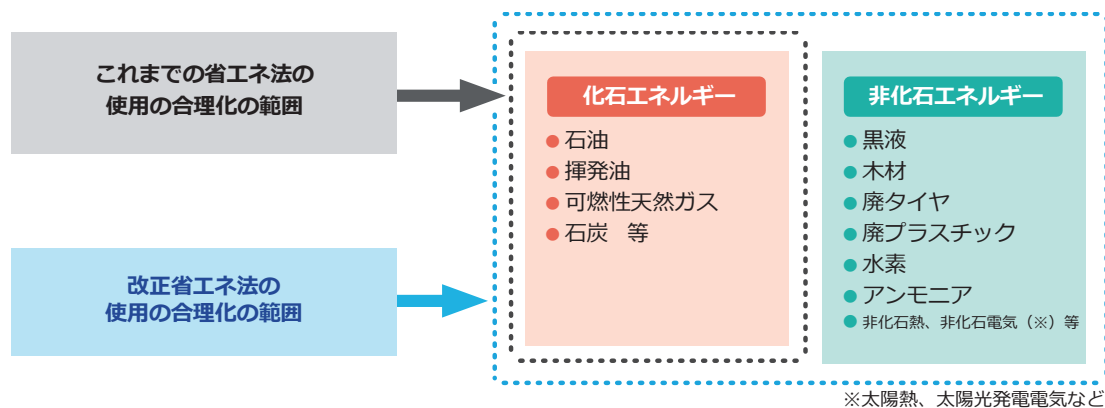 これまでの省エネ法の
使用の合理化の範囲
改正省エネ法の
使用の合理化の範囲
化石エネルギー
● 石油
● 揮発油
● 可燃性天然ガス
● 石炭　等
非化石エネルギー
● 黒液
● 木材
● 廃タイヤ
● 廃プラスチック
● 水素
● アンモニア
● 非化石熱、非化石電気（※）等
※太陽熱、太陽光発電電気など